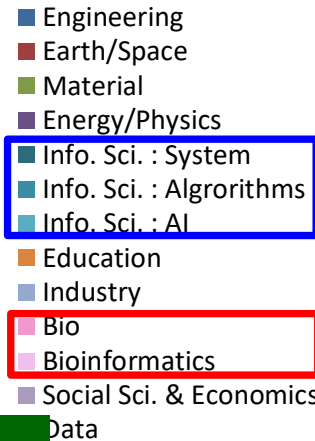 Engineering
Earth/Space
Material
Energy/Physics
Info. Sci. : System
Info. Sci. : Algrorithms
Info. Sci. : AI
Education
Industry
Bio
Bioinformatics
Social Sci. & Economics
Data